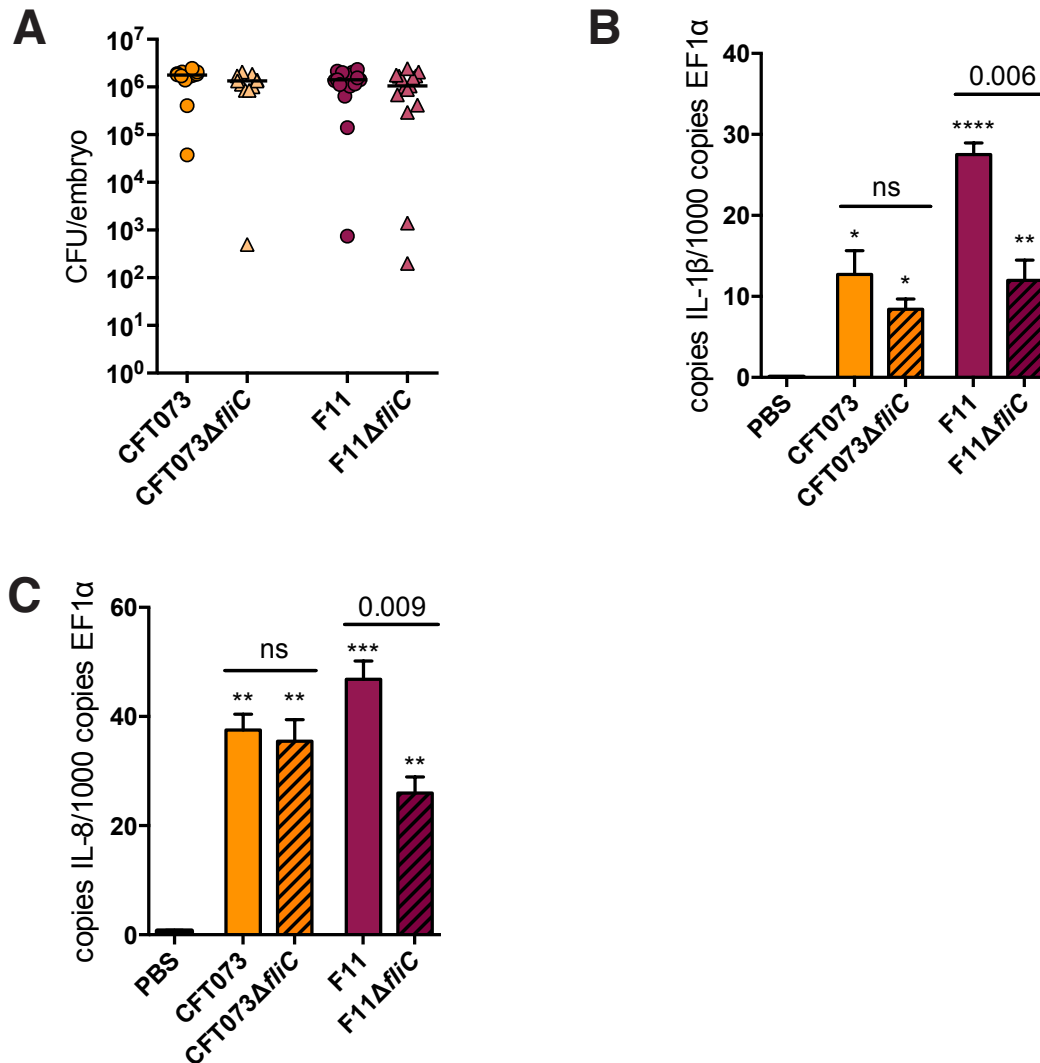 A
CFU/embryo
10⁷
10⁶
10⁵
10⁴
10³
10²
10¹
10⁰
CFT073
CFT073ΔfliC
F11
F11ΔfliC
B
copies IL-1β/1000 copies EF1α
40
30
20
10
0
0.006
****
ns
*
*
**
PBS
CFT073
CFT073ΔfliC
F11
F11ΔfliC
C
copies IL-8/1000 copies EF1α
60
40
20
0
0.009
ns
***
**
**
**
PBS
CFT073
CFT073ΔfliC
F11
F11ΔfliC